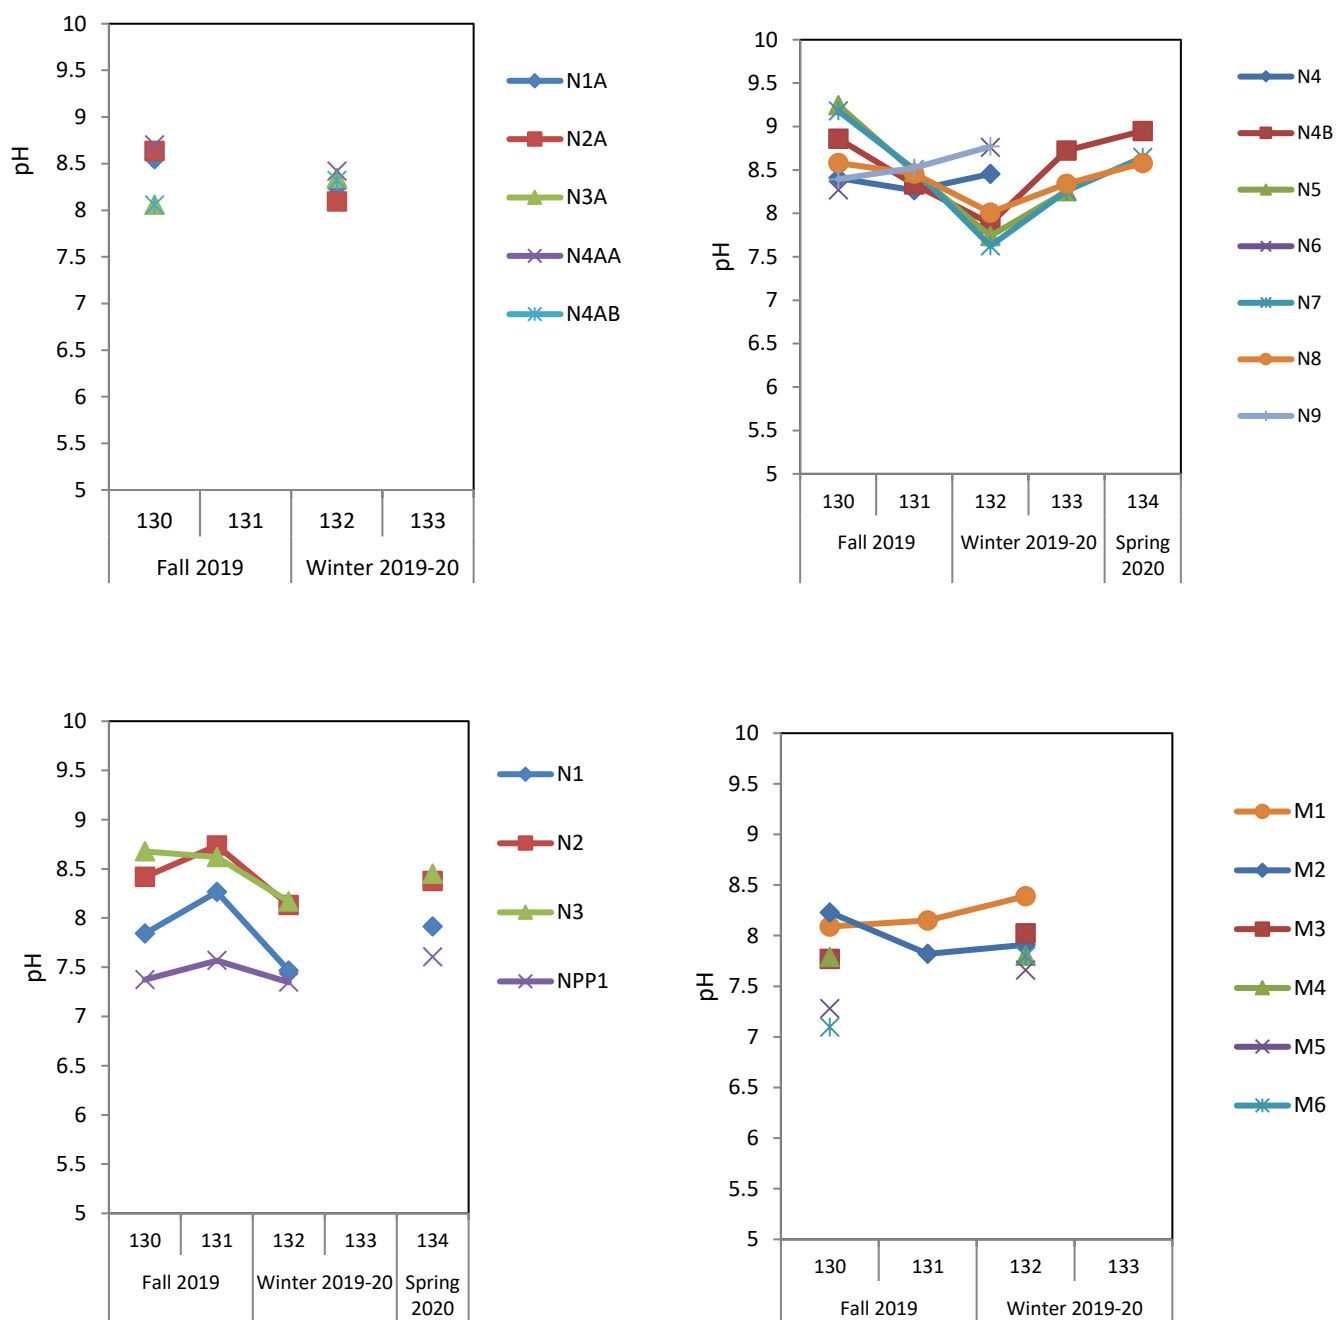 10
9.5
9
8.5
8
7.5
7
6.5
6
5.5
5
pH
130 131 132 133
Fall 2019 Winter 2019-20
N1A
N2A
N3A
N4AA
N4AB
10
9.5
9
8.5
8
7.5
7
6.5
6
5.5
5
pH
130 131 132 133 134
Fall 2019 Winter 2019-20 Spring
2020
N4
N4B
N5
N6
N7
N8
N9
10
9.5
9
8.5
8
7.5
7
6.5
6
5.5
5
pH
130 131 132 133 134
Fall 2019 Winter 2019-20 Spring
2020
N1
N2
N3
NPP1
10
9.5
9
8.5
8
7.5
7
6.5
6
5.5
5
pH
130 131 132 133
Fall 2019 Winter 2019-20
M1
M2
M3
M4
M5
M6